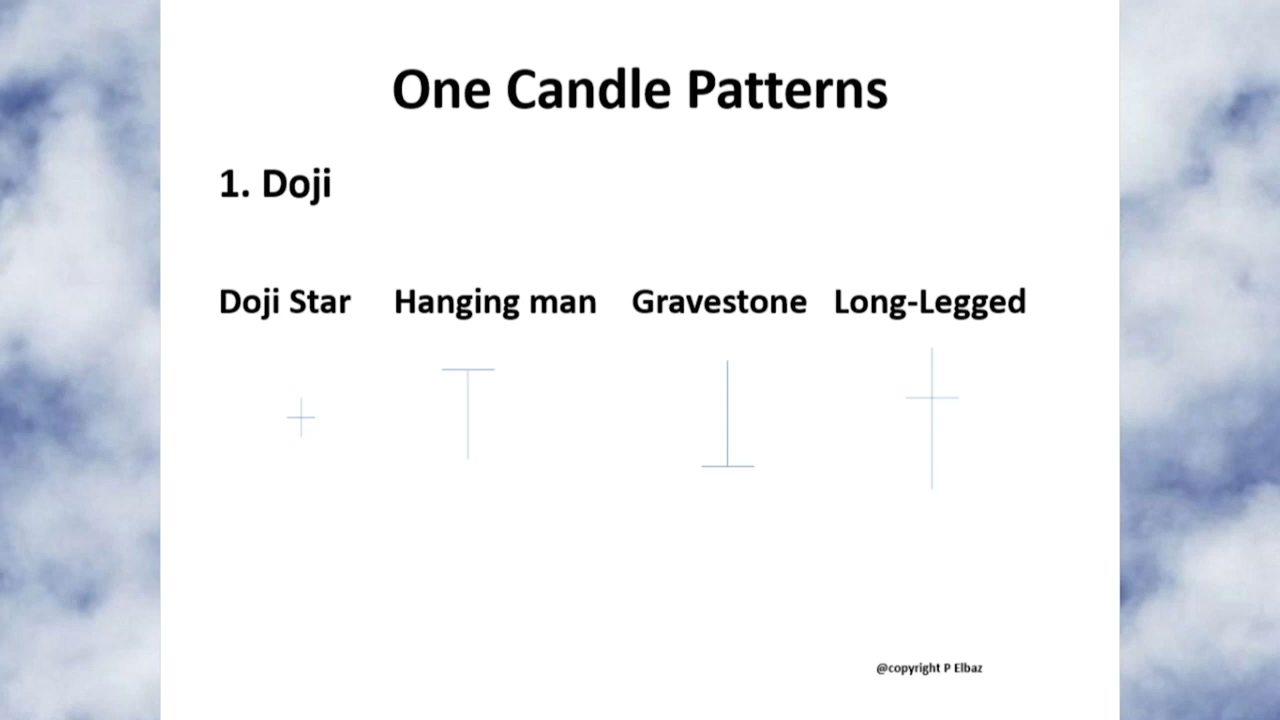 One Candle Patterns
1. Doji
Doji Star Hanging man Gravestone Long-Legged
@copyright P Elbaz